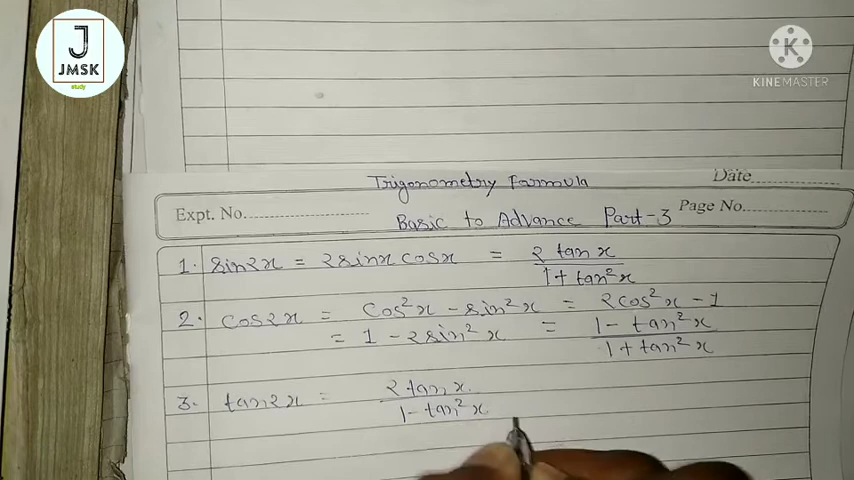 J
JMSK
study
K
KINEMASTER
Trigonometry Formula
Date
Expt. No.
Basic to Advance Part-3
Page No.
1. sin2x = 2sinx cosx = 2 tan x / 1 + tan²x
2. cos2x = cos²x - sin²x = 2cos²x - 1
= 1 - 2sin²x = 1 - tan²x / 1 + tan²x
3. tan2x = 2 tan x / 1 - tan²x